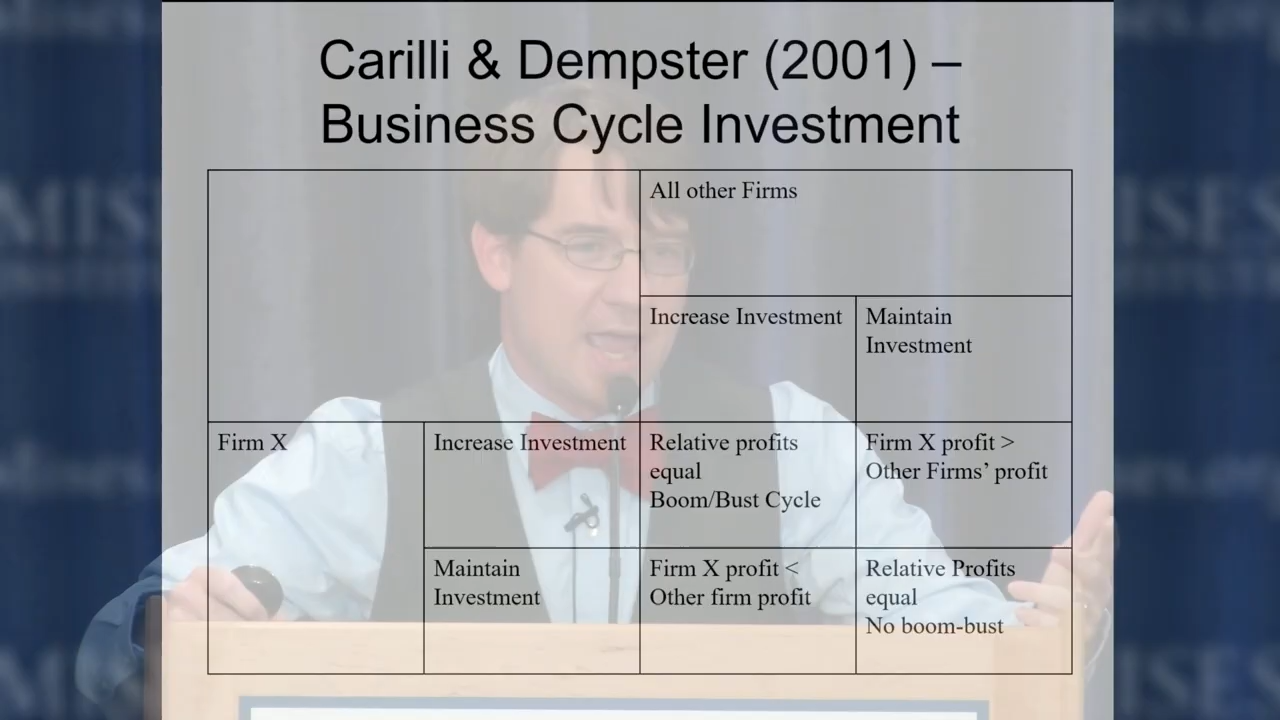 Carilli & Dempster (2001) –
Business Cycle Investment
All other Firms
Increase Investment
Maintain
Investment
Firm X
Increase Investment
Relative profits
equal
Boom/Bust Cycle
Firm X profit >
Other Firms’ profit
Maintain
Investment
Firm X profit <
Other firm profit
Relative Profits
equal
No boom-bust